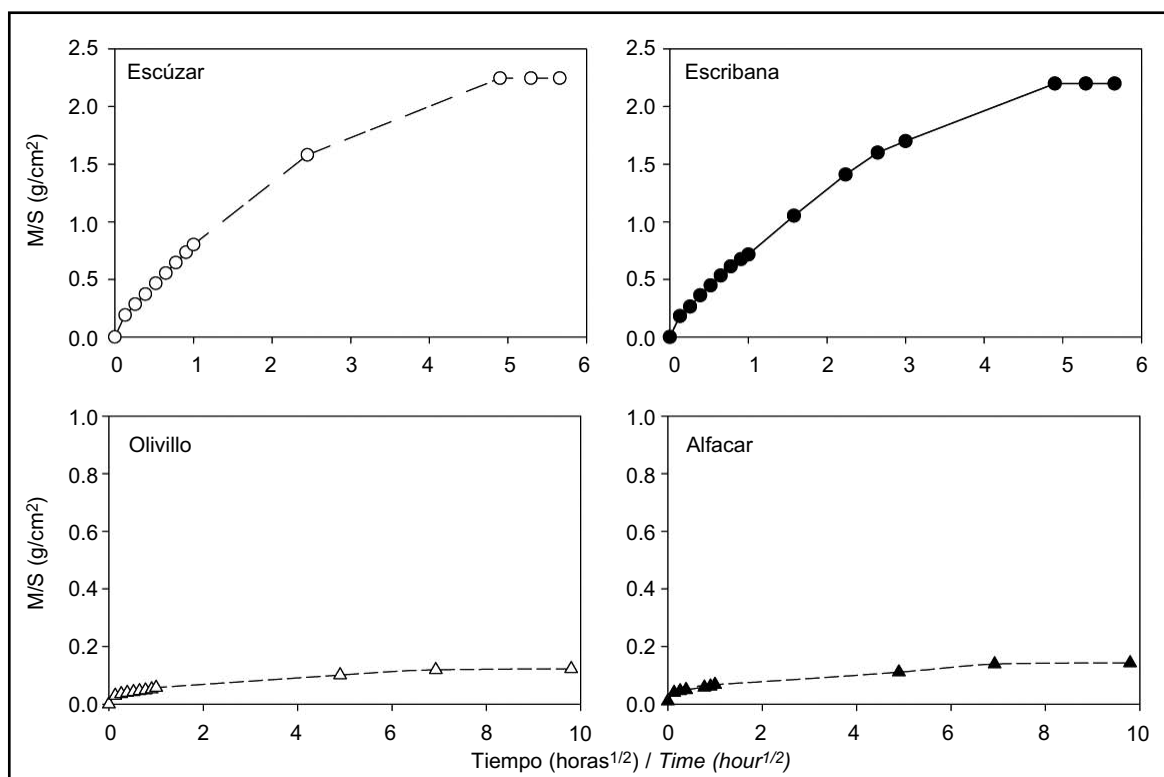 Escúzar
M/S (g/cm²)
2.5
2.0
1.5
1.0
0.5
0.0
0 1 2 3 4 5 6
Escribana
2.5
2.0
1.5
1.0
0.5
0.0
0 1 2 3 4 5 6
Olivillo
M/S (g/cm²)
1.0
0.8
0.6
0.4
0.2
0.0
0 2 4 6 8 10
Alfacar
1.0
0.8
0.6
0.4
0.2
0.0
0 2 4 6 8 10
Tiempo (horas^1/2) / Time (hour^1/2)